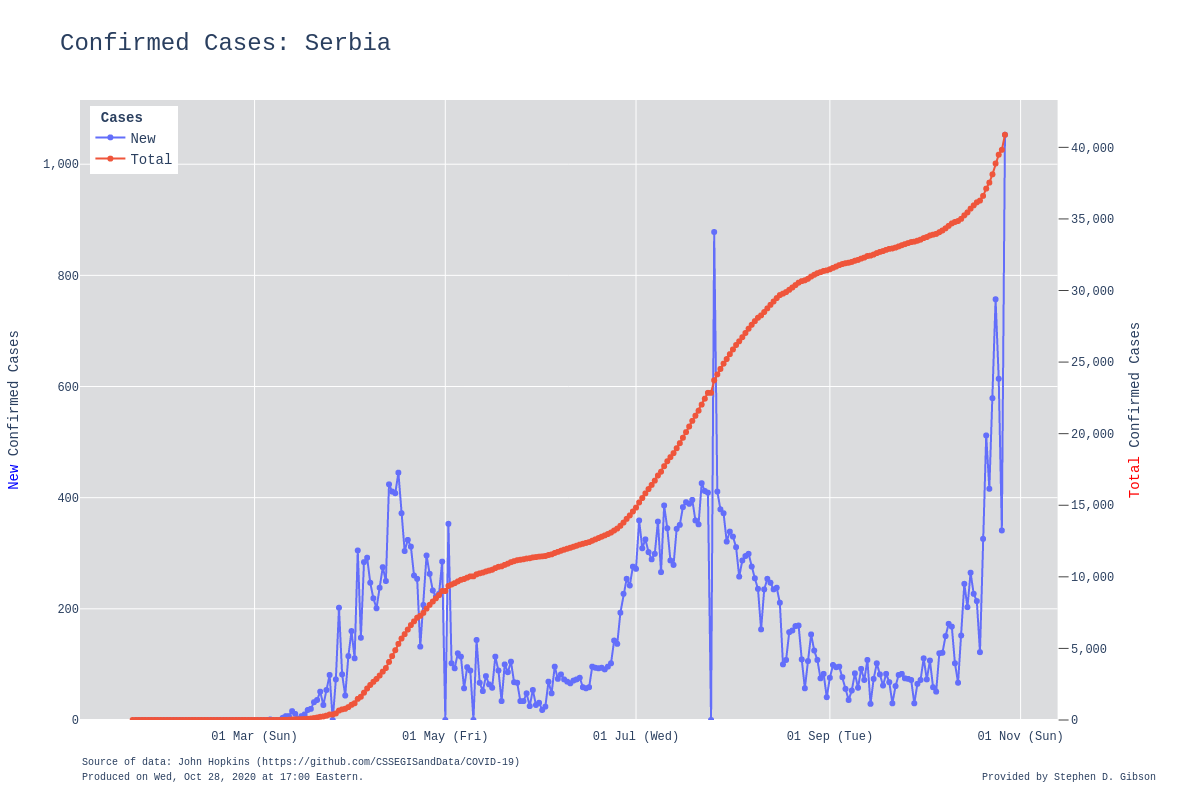 Confirmed Cases: Serbia
Cases
New
Total
1,000
800
600
400
200
0
40,000
35,000
30,000
25,000
20,000
15,000
10,000
5,000
0
New Confirmed Cases
Total Confirmed Cases
01 Mar (Sun) 01 May (Fri) 01 Jul (Wed) 01 Sep (Tue) 01 Nov (Sun)
Source of data: John Hopkins (https://github.com/CSSEGISandData/COVID-19)
Produced on Wed, Oct 28, 2020 at 17:00 Eastern.
Provided by Stephen D. Gibson